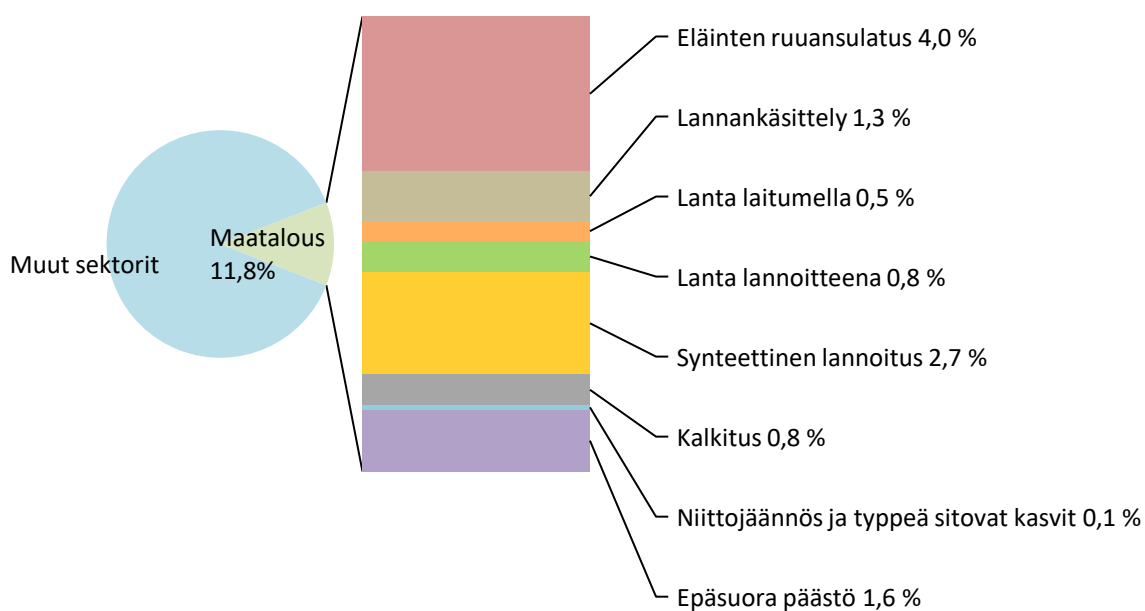 Muut sektorit
Maatalous
11,8%
Eläinten ruuansulatus 4,0 %
Lannankäsittely 1,3 %
Lanta laitumella 0,5 %
Lanta lannoitteena 0,8 %
Synteettinen lannoitus 2,7 %
Kalkitus 0,8 %
Niittojäännös ja typpeä sitovat kasvit 0,1 %
Epäsuora päästö 1,6 %